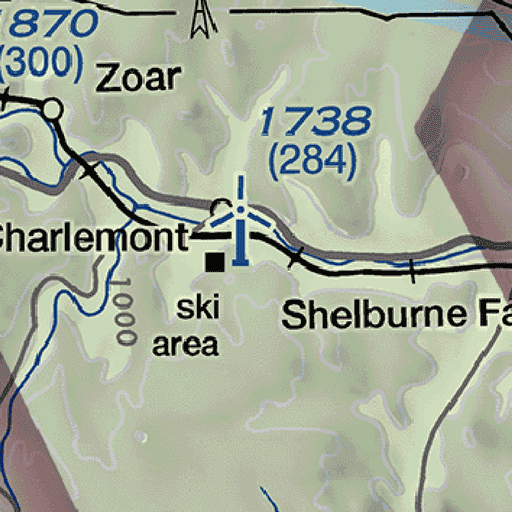 1870
(300)
Zoar
1738
(284)
Charlemont
1000
ski
area
Shelburne Fa